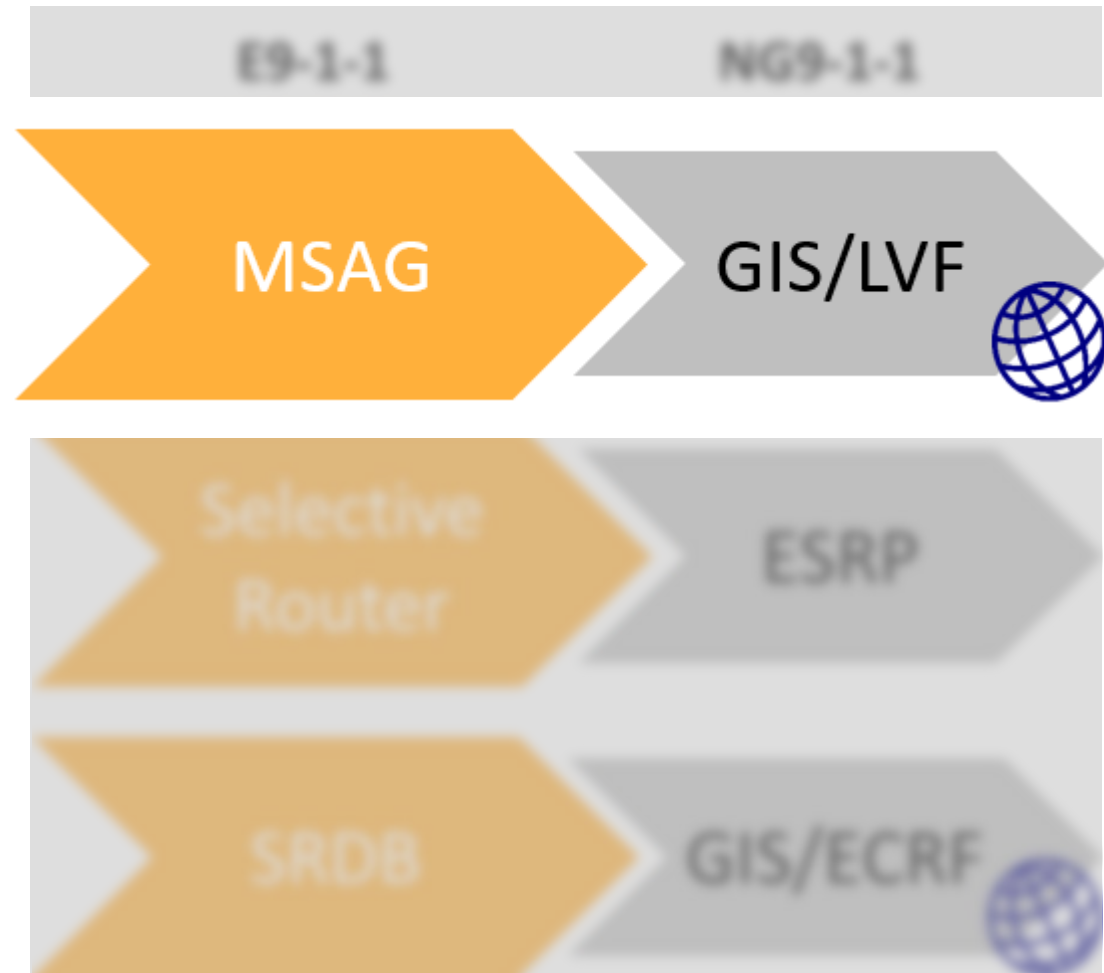 E9-1-1 NG9-1-1
MSAG GIS/LVF
Selective
Router
ESRP
SRDB GIS/ECRF